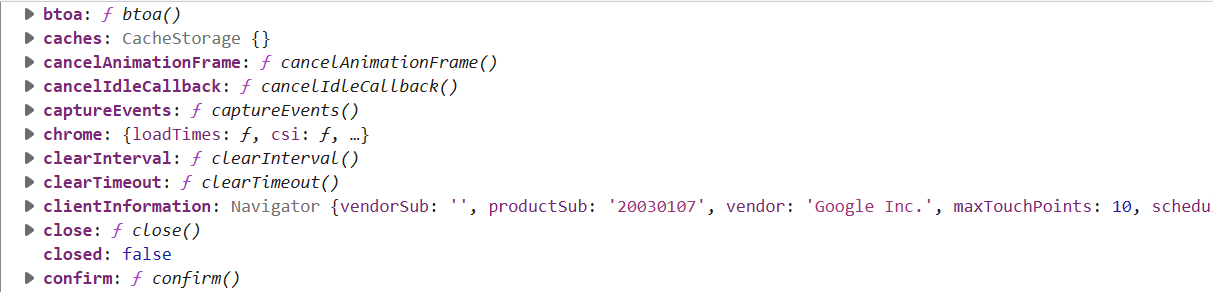 btoa: ƒ btoa()
caches: CacheStorage {}
cancelAnimationFrame: ƒ cancelAnimationFrame()
cancelIdleCallback: ƒ cancelIdleCallback()
captureEvents: ƒ captureEvents()
chrome: {loadTimes: ƒ, csi: ƒ, …}
clearInterval: ƒ clearInterval()
clearTimeout: ƒ clearTimeout()
clientInformation: Navigator {vendorSub: '', productSub: '20030107', vendor: 'Google Inc.', maxTouchPoints: 10, schedu
close: ƒ close()
closed: false
confirm: ƒ confirm()